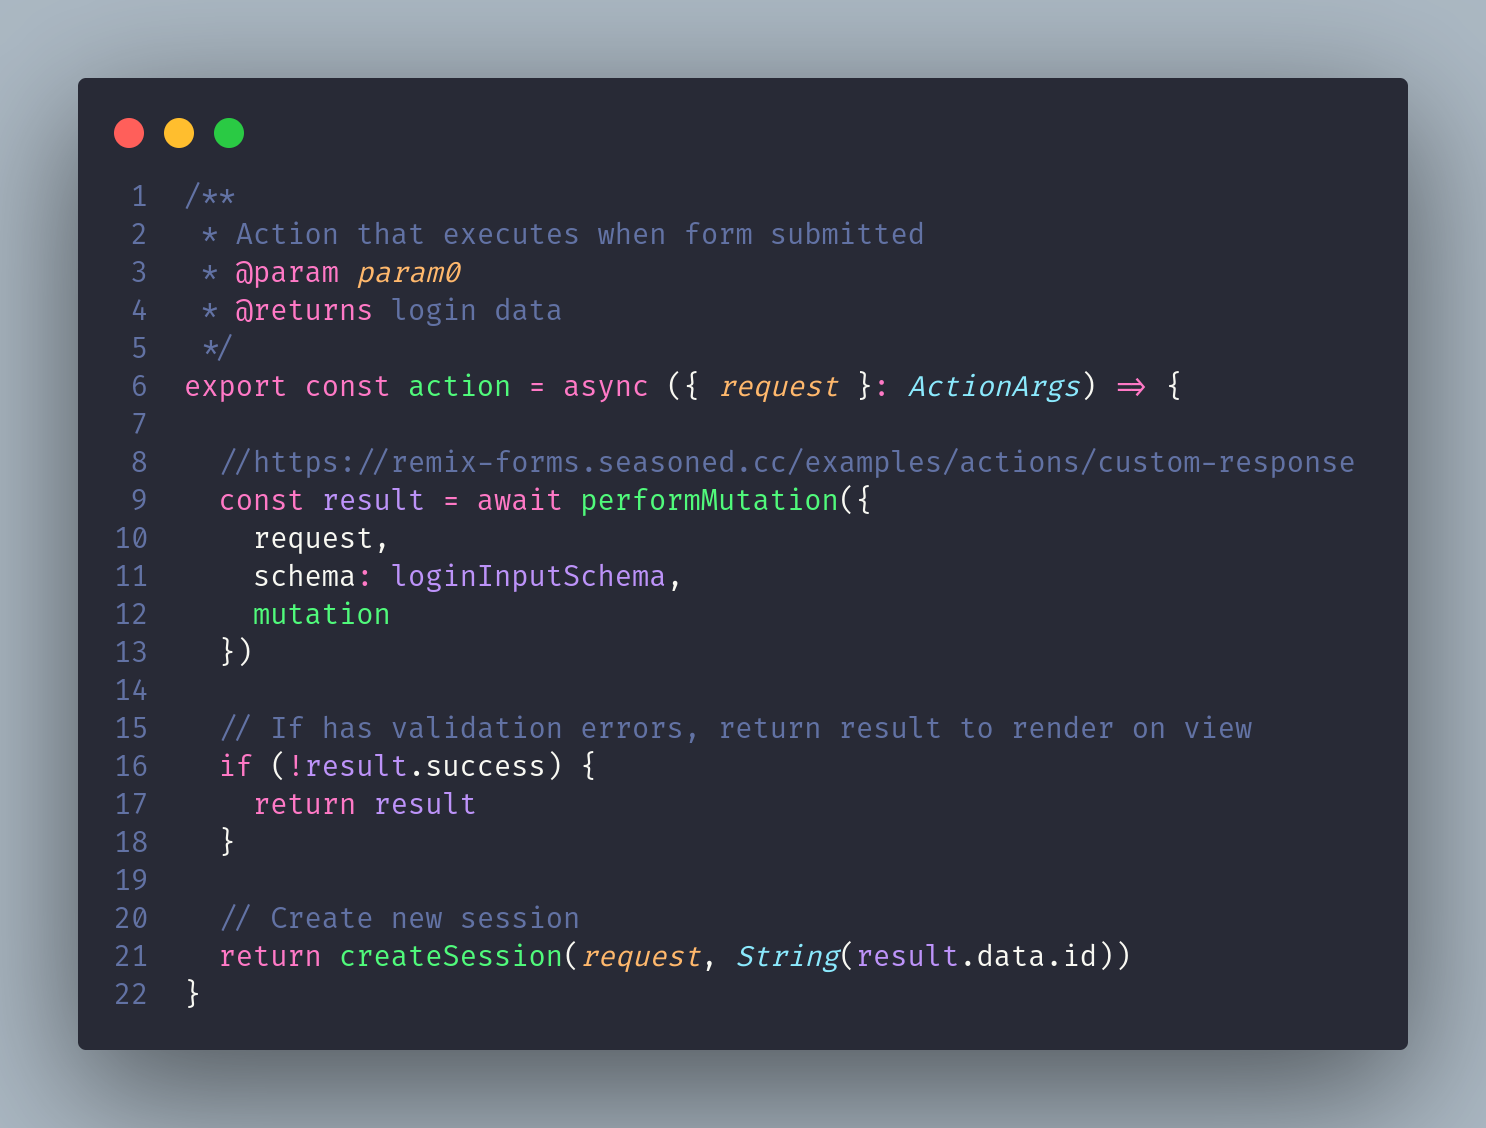 1 /**
2  * Action that executes when form submitted
3  * @param param0
4  * @returns login data
5  */
6 export const action = async ({ request }: ActionArgs) => {
7
8   //https://remix-forms.seasoned.cc/examples/actions/custom-response
9   const result = await performMutation({
10     request,
11     schema: loginInputSchema,
12     mutation
13   })
14
15   // If has validation errors, return result to render on view
16   if (!result.success) {
17     return result
18   }
19
20   // Create new session
21   return createSession(request, String(result.data.id))
22 }